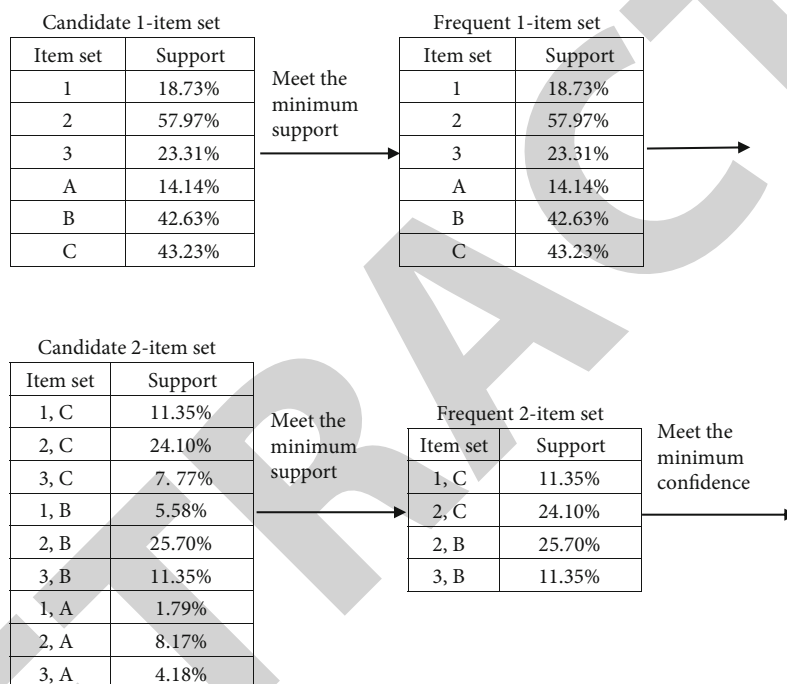 Candidate 1-item set
Item set Support
1 18.73%
2 57.97%
3 23.31%
A 14.14%
B 42.63%
C 43.23%
Meet the
minimum
support
Frequent 1-item set
Item set Support
1 18.73%
2 57.97%
3 23.31%
A 14.14%
B 42.63%
C 43.23%
Candidate 2-item set
Item set Support
1, C 11.35%
2, C 24.10%
3, C 7. 77%
1, B 5.58%
2, B 25.70%
3, B 11.35%
1, A 1.79%
2, A 8.17%
3, A 4.18%
Meet the
minimum
support
Frequent 2-item set
Item set Support
1, C 11.35%
2, C 24.10%
2, B 25.70%
3, B 11.35%
Meet the
minimum
confidence
TRACT